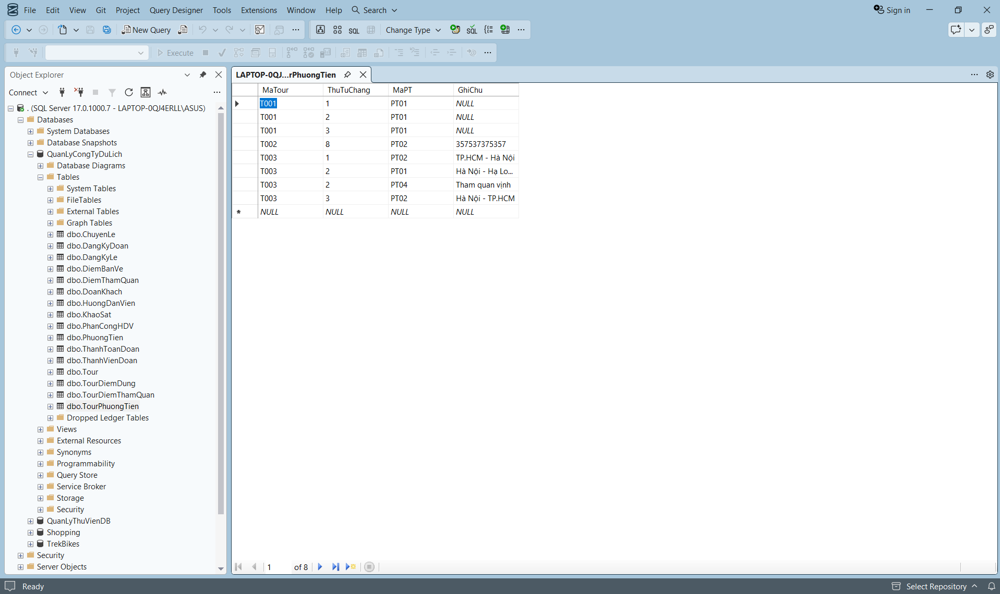 File Edit View Git Project Query Designer Tools Extensions Window Help Search Sign in
New Query SQL Change Type SQL
Execute
Object Explorer
Connect
. (SQL Server 17.0.1000.7 - LAPTOP-0QJ4ERLL\ASUS)
Databases
System Databases
Database Snapshots
QuanLyCongTyDuLich
Database Diagrams
Tables
System Tables
FileTables
External Tables
Graph Tables
dbo.ChuyenLe
dbo.DangKyDoan
dbo.DangKyLe
dbo.DiemBanVe
dbo.DiemThamQuan
dbo.DoanKhach
dbo.HuongDanVien
dbo.KhaoSat
dbo.PhanCongHDV
dbo.PhuongTien
dbo.ThanhToanDoan
dbo.ThanhVienDoan
dbo.Tour
dbo.TourDiemDung
dbo.TourDiemThamQuan
dbo.TourPhuongTien
Dropped Ledger Tables
Views
External Resources
Synonyms
Programmability
Query Store
Service Broker
Storage
Security
QuanLyThuVienDB
Shopping
TrekBikes
Security
Server Objects
LAPTOP-0QJ...rPhuongTien
MaTour ThuTuChang MaPT GhiChu
T001 1 PT01 NULL
T001 2 PT01 NULL
T001 3 PT01 NULL
T002 8 PT02 357537375357
T003 1 PT02 TP.HCM - Hà Nội
T003 2 PT01 Hà Nội - Hạ Lo...
T003 2 PT04 Tham quan vịnh
T003 3 PT02 Hà Nội - TP.HCM
* NULL NULL NULL NULL
1 of 8
Ready Select Repository